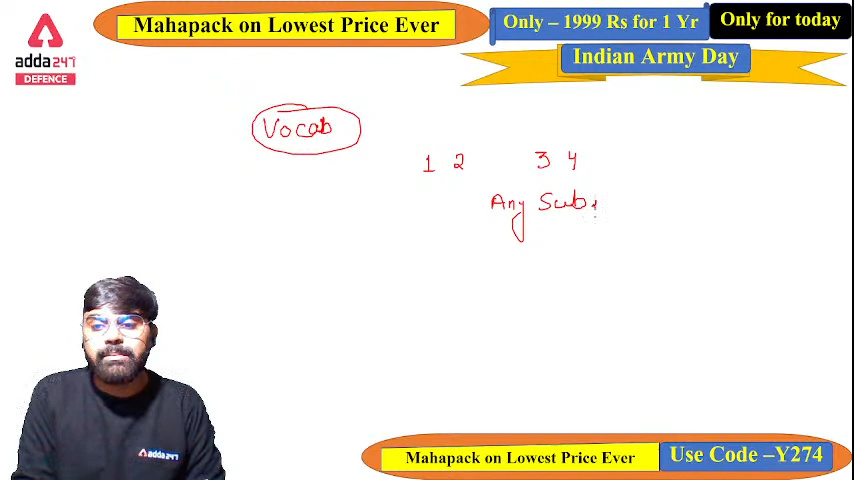 Mahapack on Lowest Price Ever
Only – 1999 Rs for 1 Yr
Only for today
Indian Army Day
adda247
DEFENCE
Vocab
1 2 3 4
Any Sub:
adda247
Mahapack on Lowest Price Ever
Use Code –Y274